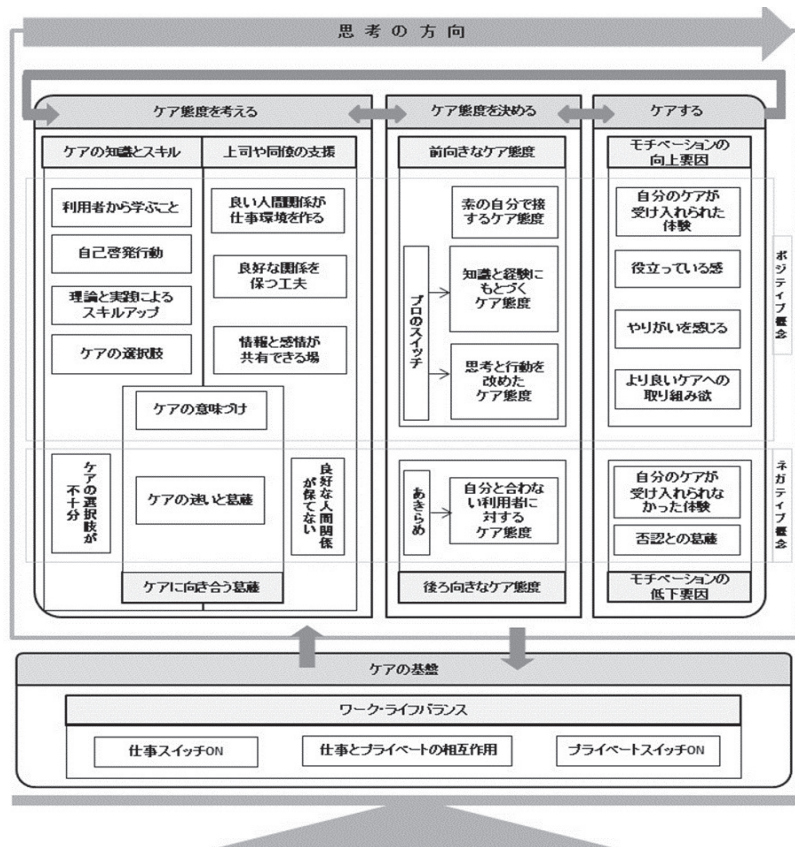 思考の方向
ケア態度を考える
ケア態度を決める
ケアする
ケアの知識とスキル
上司や同僚の支援
前向きなケア態度
モチベーションの
向上要因
利用者から学ぶこと
自己啓発行動
理論と実践による
スキルアップ
ケアの選択肢
良い人間関係が
仕事環境を作る
良好な関係を
保つ工夫
情報と感情が
共有できる場
ケアの意味づけ
プロのスイッチ
素の自分で接
するケア態度
知識と経験に
もとづく
ケア態度
思考と行動を
改めた
ケア態度
自分のケアが
受け入れられた
体験
役立っている感
やりがいを感じる
より良いケアへの
取り組み欲
ポジティブ概念
ケアの選択肢が
不十分
ケアの迷いと葛藤
良好な人間関係
が保てない
ケアに向き合う葛藤
あきらめ
自分と合わな
い利用者に
対する
ケア態度
後ろ向きなケア態度
自分のケアが
受け入れられな
かった体験
否認との葛藤
モチベーションの
低下要因
ネガティブ概念
ケアの基盤
ワーク・ライフバランス
仕事スイッチON
仕事とプライベートの相互作用
プライベートスイッチON